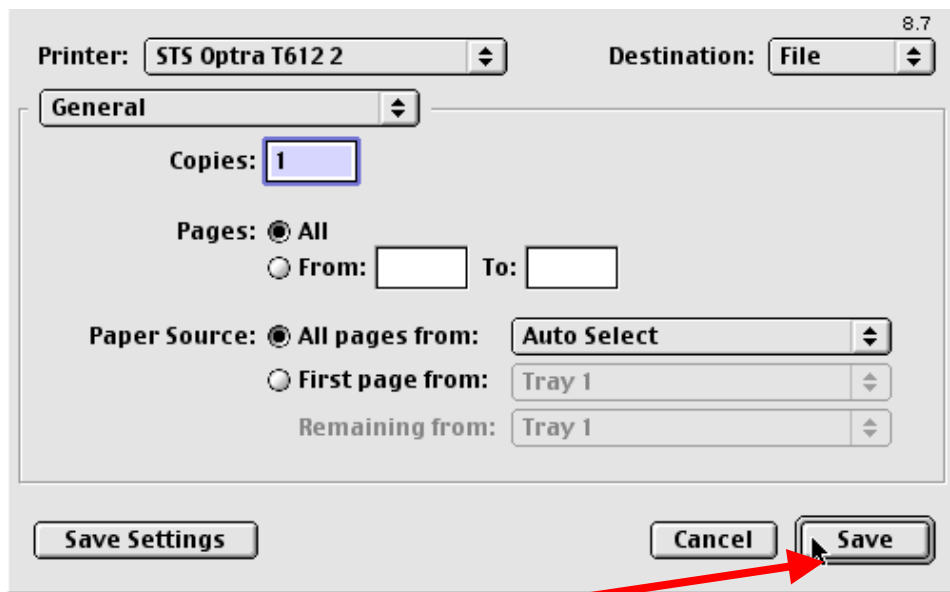 8.7
Printer: STS Optra T612 2 Destination: File
General
Copies: 1
Pages: All
From: To:
Paper Source: All pages from: Auto Select
First page from: Tray 1
Remaining from: Tray 1
Save Settings Cancel Save